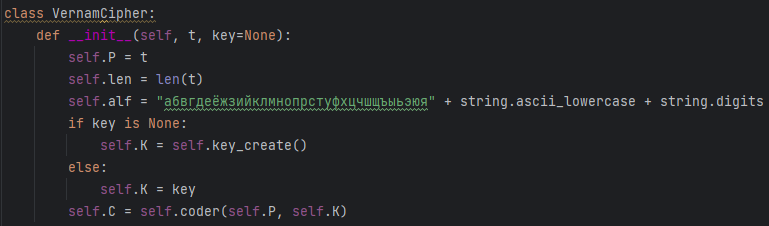 class VernamCipher:
    def __init__(self, t, key=None):
        self.P = t
        self.len = len(t)
        self.alf = "абвгдеёжзийклмнопрстуфхцчшщъыьэюя" + string.ascii_lowercase + string.digits
        if key is None:
            self.K = self.key_create()
        else:
            self.K = key
        self.C = self.coder(self.P, self.K)